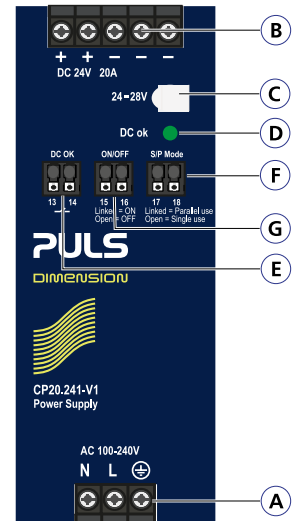 B
+ + − − −
DC 24V 20A
24-28V
C
DC ok
D
DC OK ON/OFF S/P Mode
F
13 14 15 16 17 18
Linked = ON Linked = Parallel use
Open = OFF Open = Single use
G
PULS
E
DIMENSION
CP20.241-V1
Power Supply
AC 100-240V
N L
A